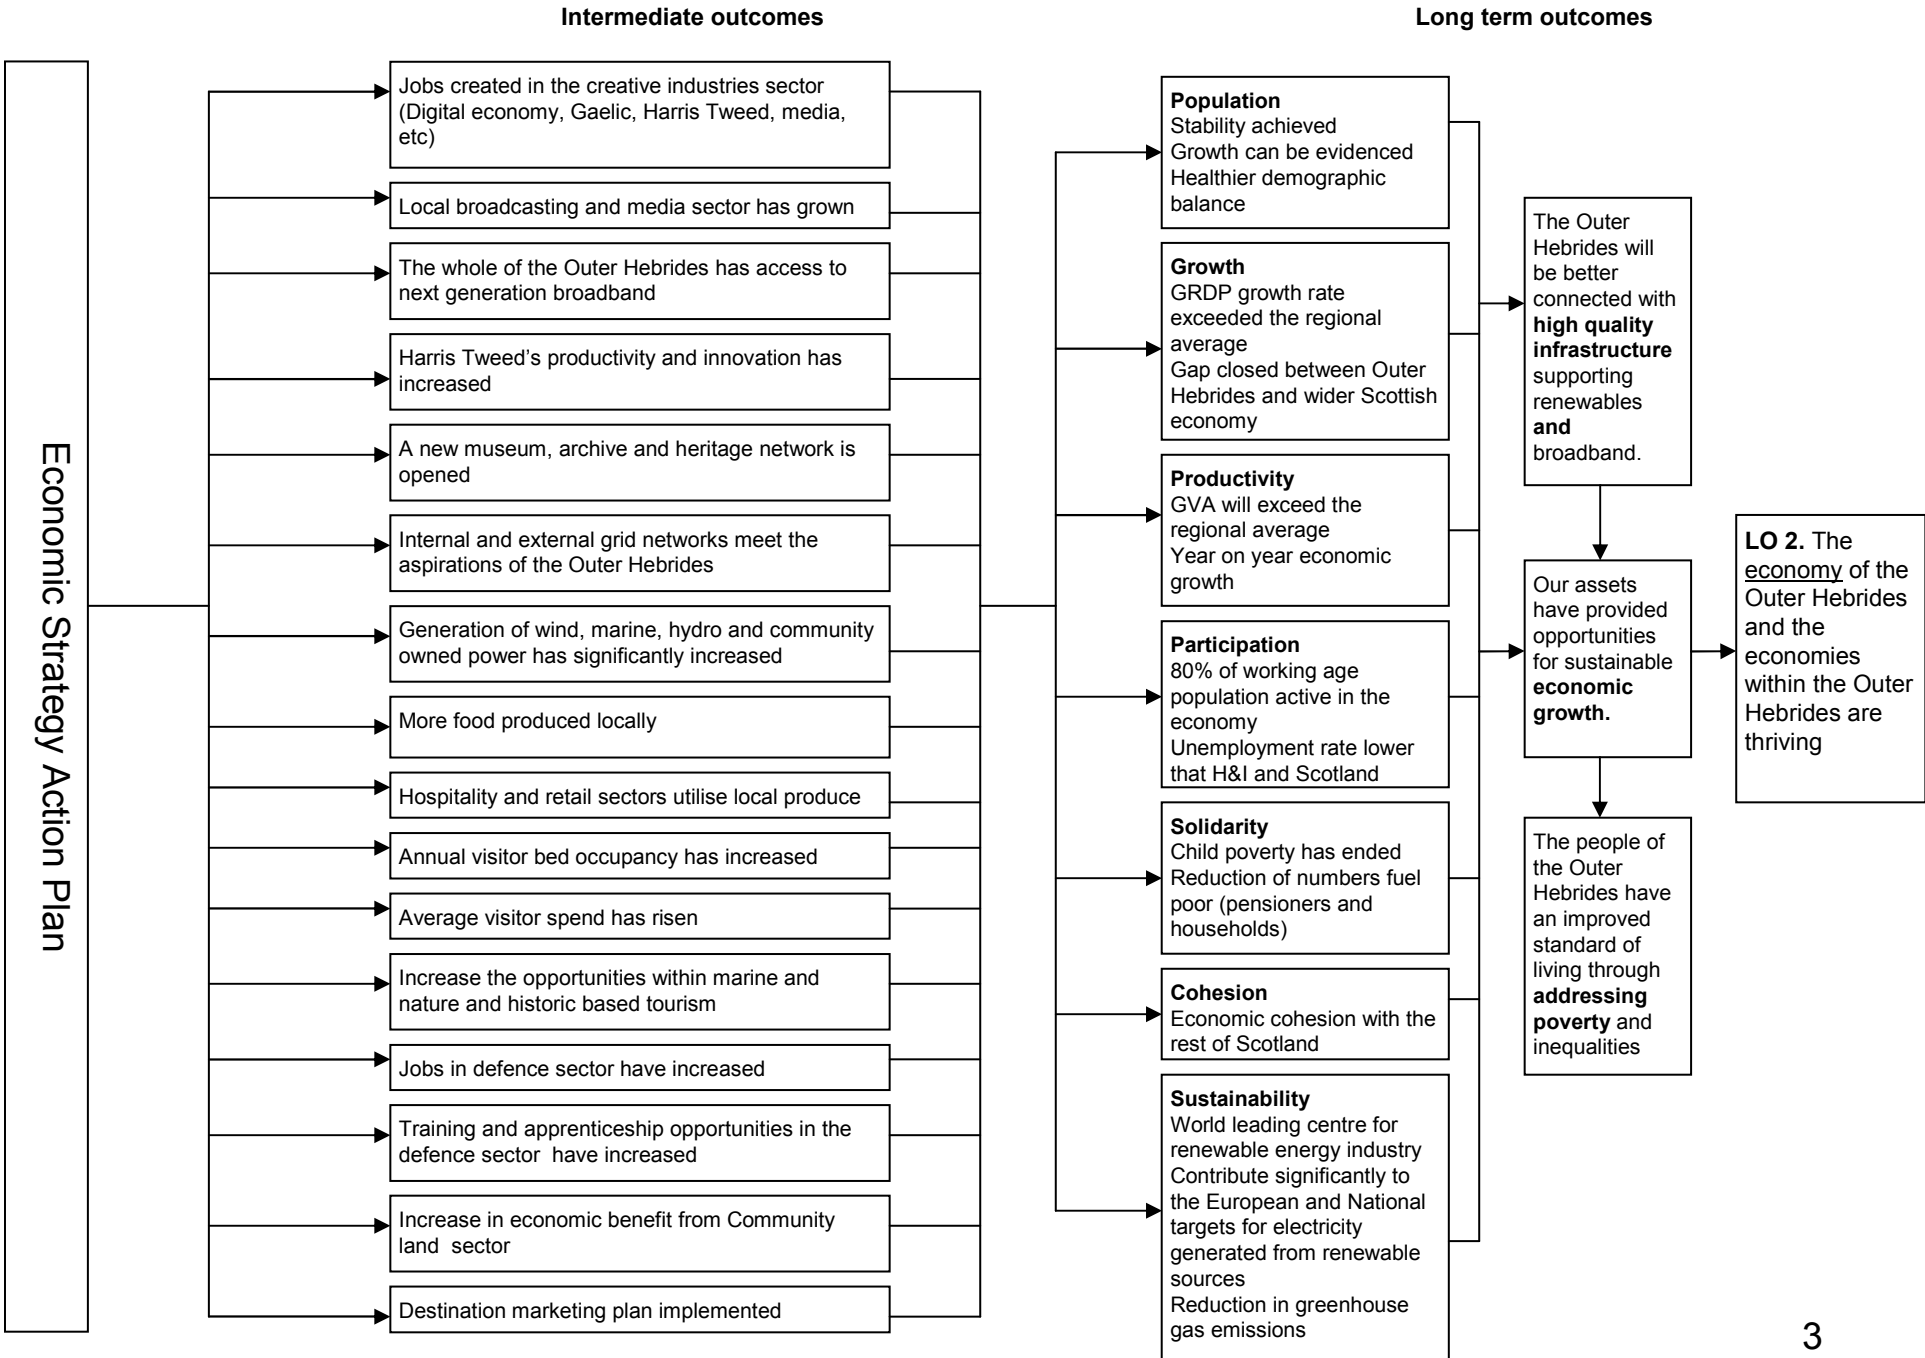 Intermediate outcomes
Long term outcomes
Economic Strategy Action Plan
Jobs created in the creative industries sector
(Digital economy, Gaelic, Harris Tweed, media,
etc)
Local broadcasting and media sector has grown
The whole of the Outer Hebrides has access to
next generation broadband
Harris Tweed’s productivity and innovation has
increased
A new museum, archive and heritage network is
opened
Internal and external grid networks meet the
aspirations of the Outer Hebrides
Generation of wind, marine, hydro and community
owned power has significantly increased
More food produced locally
Hospitality and retail sectors utilise local produce
Annual visitor bed occupancy has increased
Average visitor spend has risen
Increase the opportunities within marine and
nature and historic based tourism
Jobs in defence sector have increased
Training and apprenticeship opportunities in the
defence sector have increased
Increase in economic benefit from Community
land sector
Destination marketing plan implemented
Population
Stability achieved
Growth can be evidenced
Healthier demographic
balance
Growth
GRDP growth rate
exceeded the regional
average
Gap closed between Outer
Hebrides and wider Scottish
economy
Productivity
GVA will exceed the
regional average
Year on year economic
growth
Participation
80% of working age
population active in the
economy
Unemployment rate lower
that H&I and Scotland
Solidarity
Child poverty has ended
Reduction of numbers fuel
poor (pensioners and
households)
Cohesion
Economic cohesion with the
rest of Scotland
Sustainability
World leading centre for
renewable energy industry
Contribute significantly to
the European and National
targets for electricity
generated from renewable
sources
Reduction in greenhouse
gas emissions
The Outer
Hebrides will
be better
connected with
high quality
infrastructure
supporting
renewables
and
broadband.
Our assets
have provided
opportunities
for sustainable
economic
growth.
The people of
the Outer
Hebrides have
an improved
standard of
living through
addressing
poverty and
inequalities
LO 2. The
economy of the
Outer Hebrides
and the
economies
within the Outer
Hebrides are
thriving
3